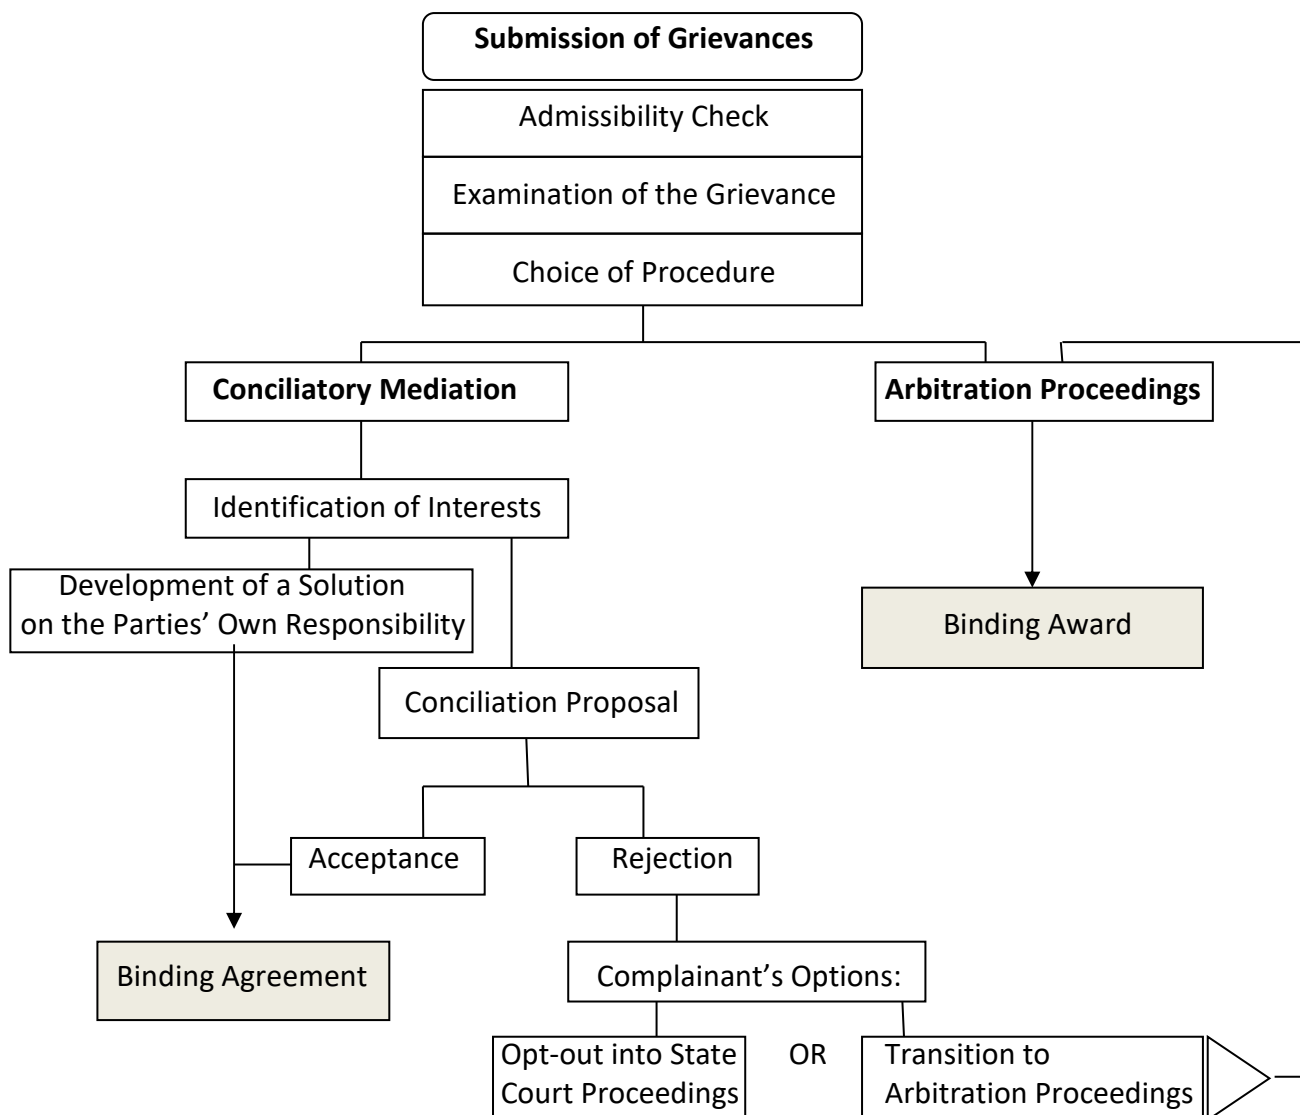 Submission of Grievances
Admissibility Check
Examination of the Grievance
Choice of Procedure
Conciliatory Mediation
Arbitration Proceedings
Identification of Interests
Development of a Solution
on the Parties’ Own Responsibility
Binding Award
Conciliation Proposal
Acceptance
Rejection
Binding Agreement
Complainant’s Options:
Opt-out into State
Court Proceedings
OR
Transition to
Arbitration Proceedings